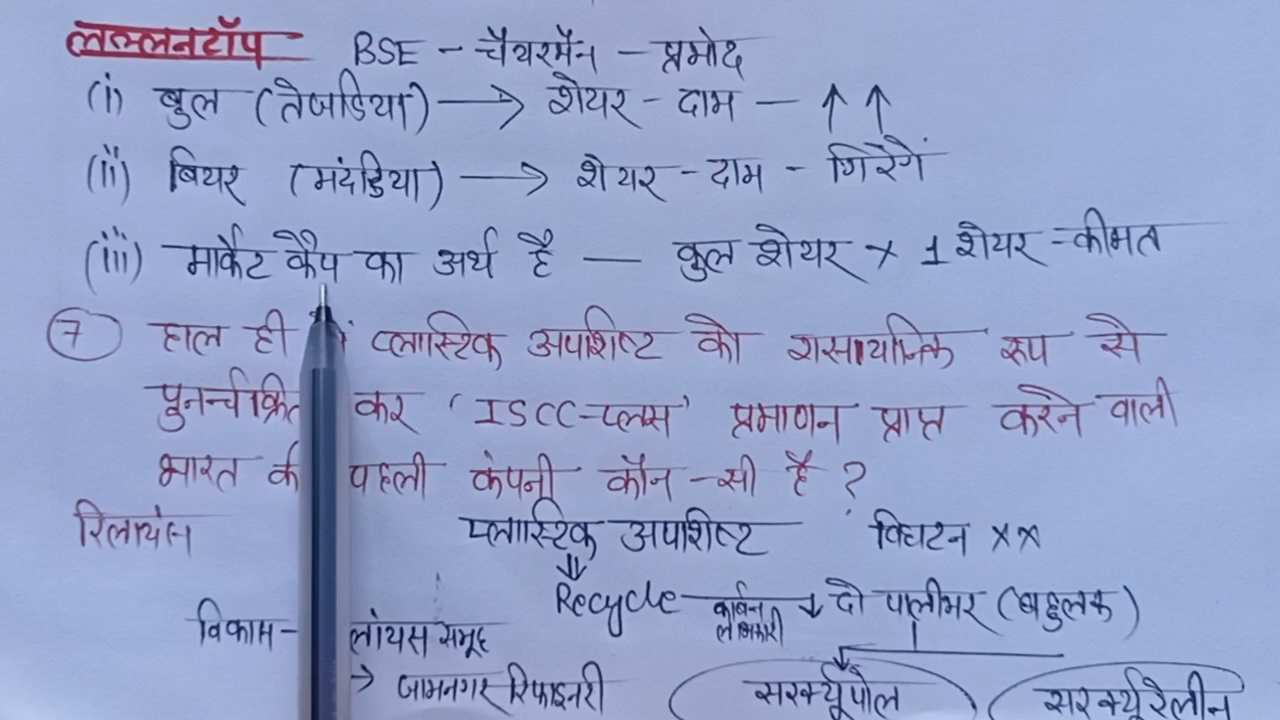 लल्लनटॉप BSE - चैयरमैन - प्रमोद
(i) बुल (तेजडिया) → शेयर - दाम - ↑ ↑
(ii) बियर (मंदडिया) → शेयर - दाम - गिरेगें
(iii) मार्केट कैप का अर्थ है — कुल शेयर × 1 शेयर - कीमत
7 हाल ही प्लास्टिक अपशिष्ट को रासायनिक रूप से
पुनर्चक्रित कर 'ISCC-प्लस' प्रमाणन प्राप्त करने वाली
भारत की पहली कंपनी कौन-सी है ?
रिलायंस प्लास्टिक अपशिष्ट विघटन ××
⇓
Recycle → दो पालीमर (बहुलक)
कार्बन
विकास - लांयस समूह
→ जामनगर रिफाइनरी सरक्यूपोल सरक्यूरेलीन